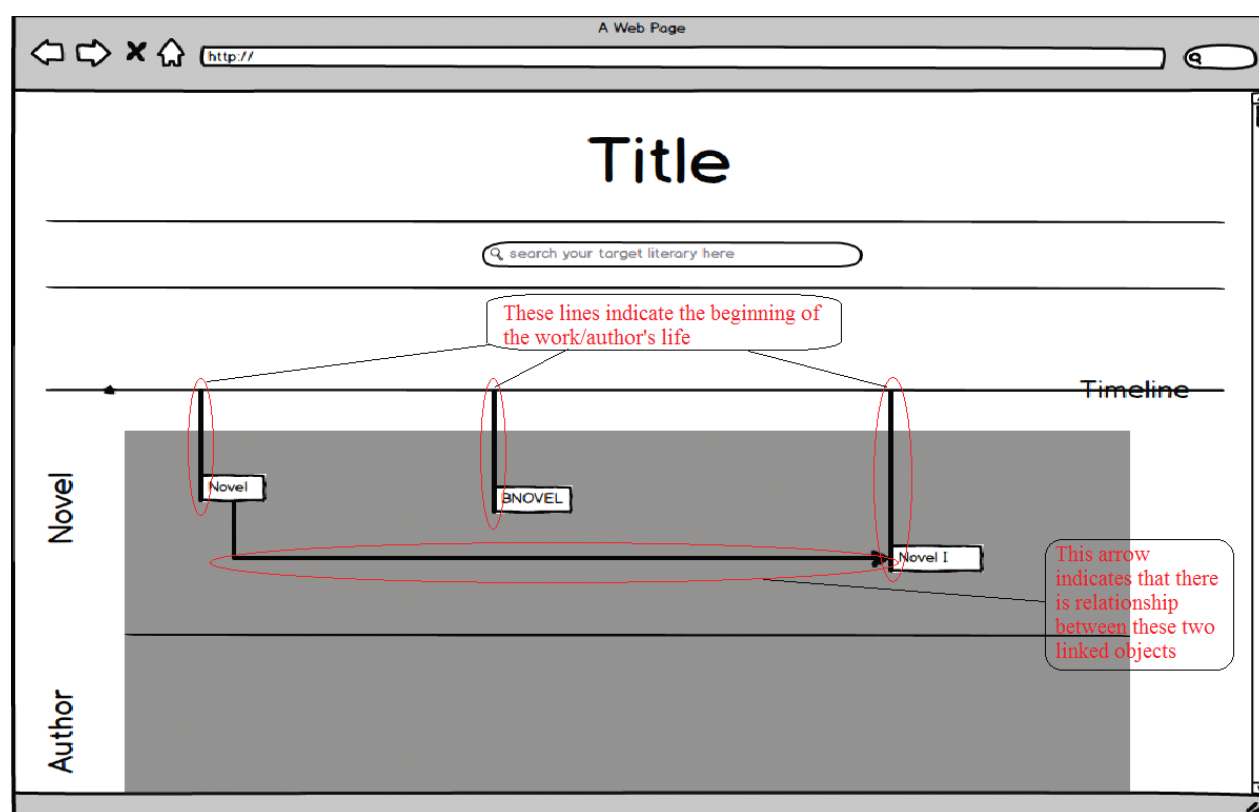 A Web Page
http://
Title
search your target literary here
These lines indicate the beginning of
the work/author's life
Timeline
Novel
Novel
BNOVEL
Novel I
This arrow
indicates that there
is relationship
between these two
linked objects
Author